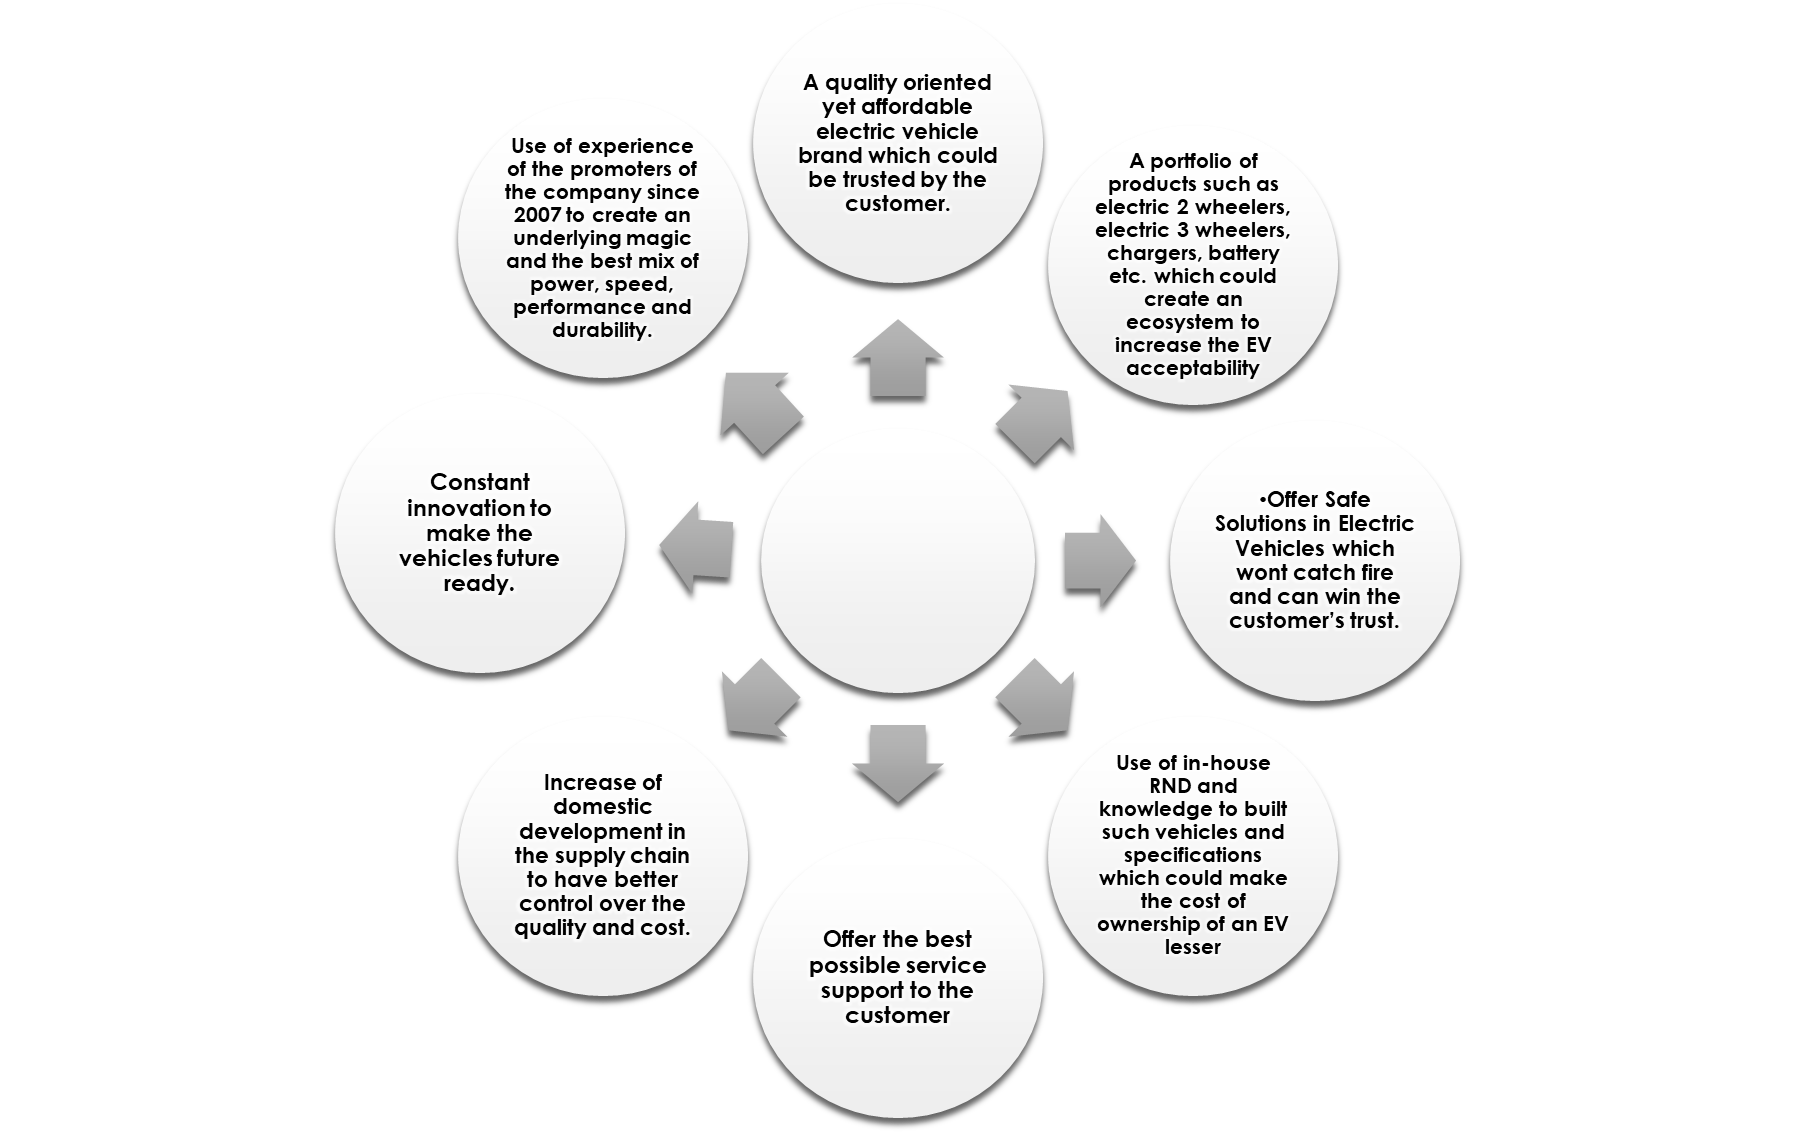 A quality oriented
yet affordable
electric vehicle
brand which could
be trusted by the
customer.
A portfolio of
products such as
electric 2 wheelers,
electric 3 wheelers,
chargers, battery
etc. which could
create an
ecosystem to
increase the EV
acceptability
•Offer Safe
Solutions in Electric
Vehicles which
wont catch fire
and can win the
customer’s trust.
Use of in-house
RND and
knowledge to built
such vehicles and
specifications
which could make
the cost of
ownership of an EV
lesser
Offer the best
possible service
support to the
customer
Increase of
domestic
development in
the supply chain
to have better
control over the
quality and cost.
Constant
innovation to
make the
vehicles future
ready.
Use of experience
of the promoters of
the company since
2007 to create an
underlying magic
and the best mix of
power, speed,
performance and
durability.